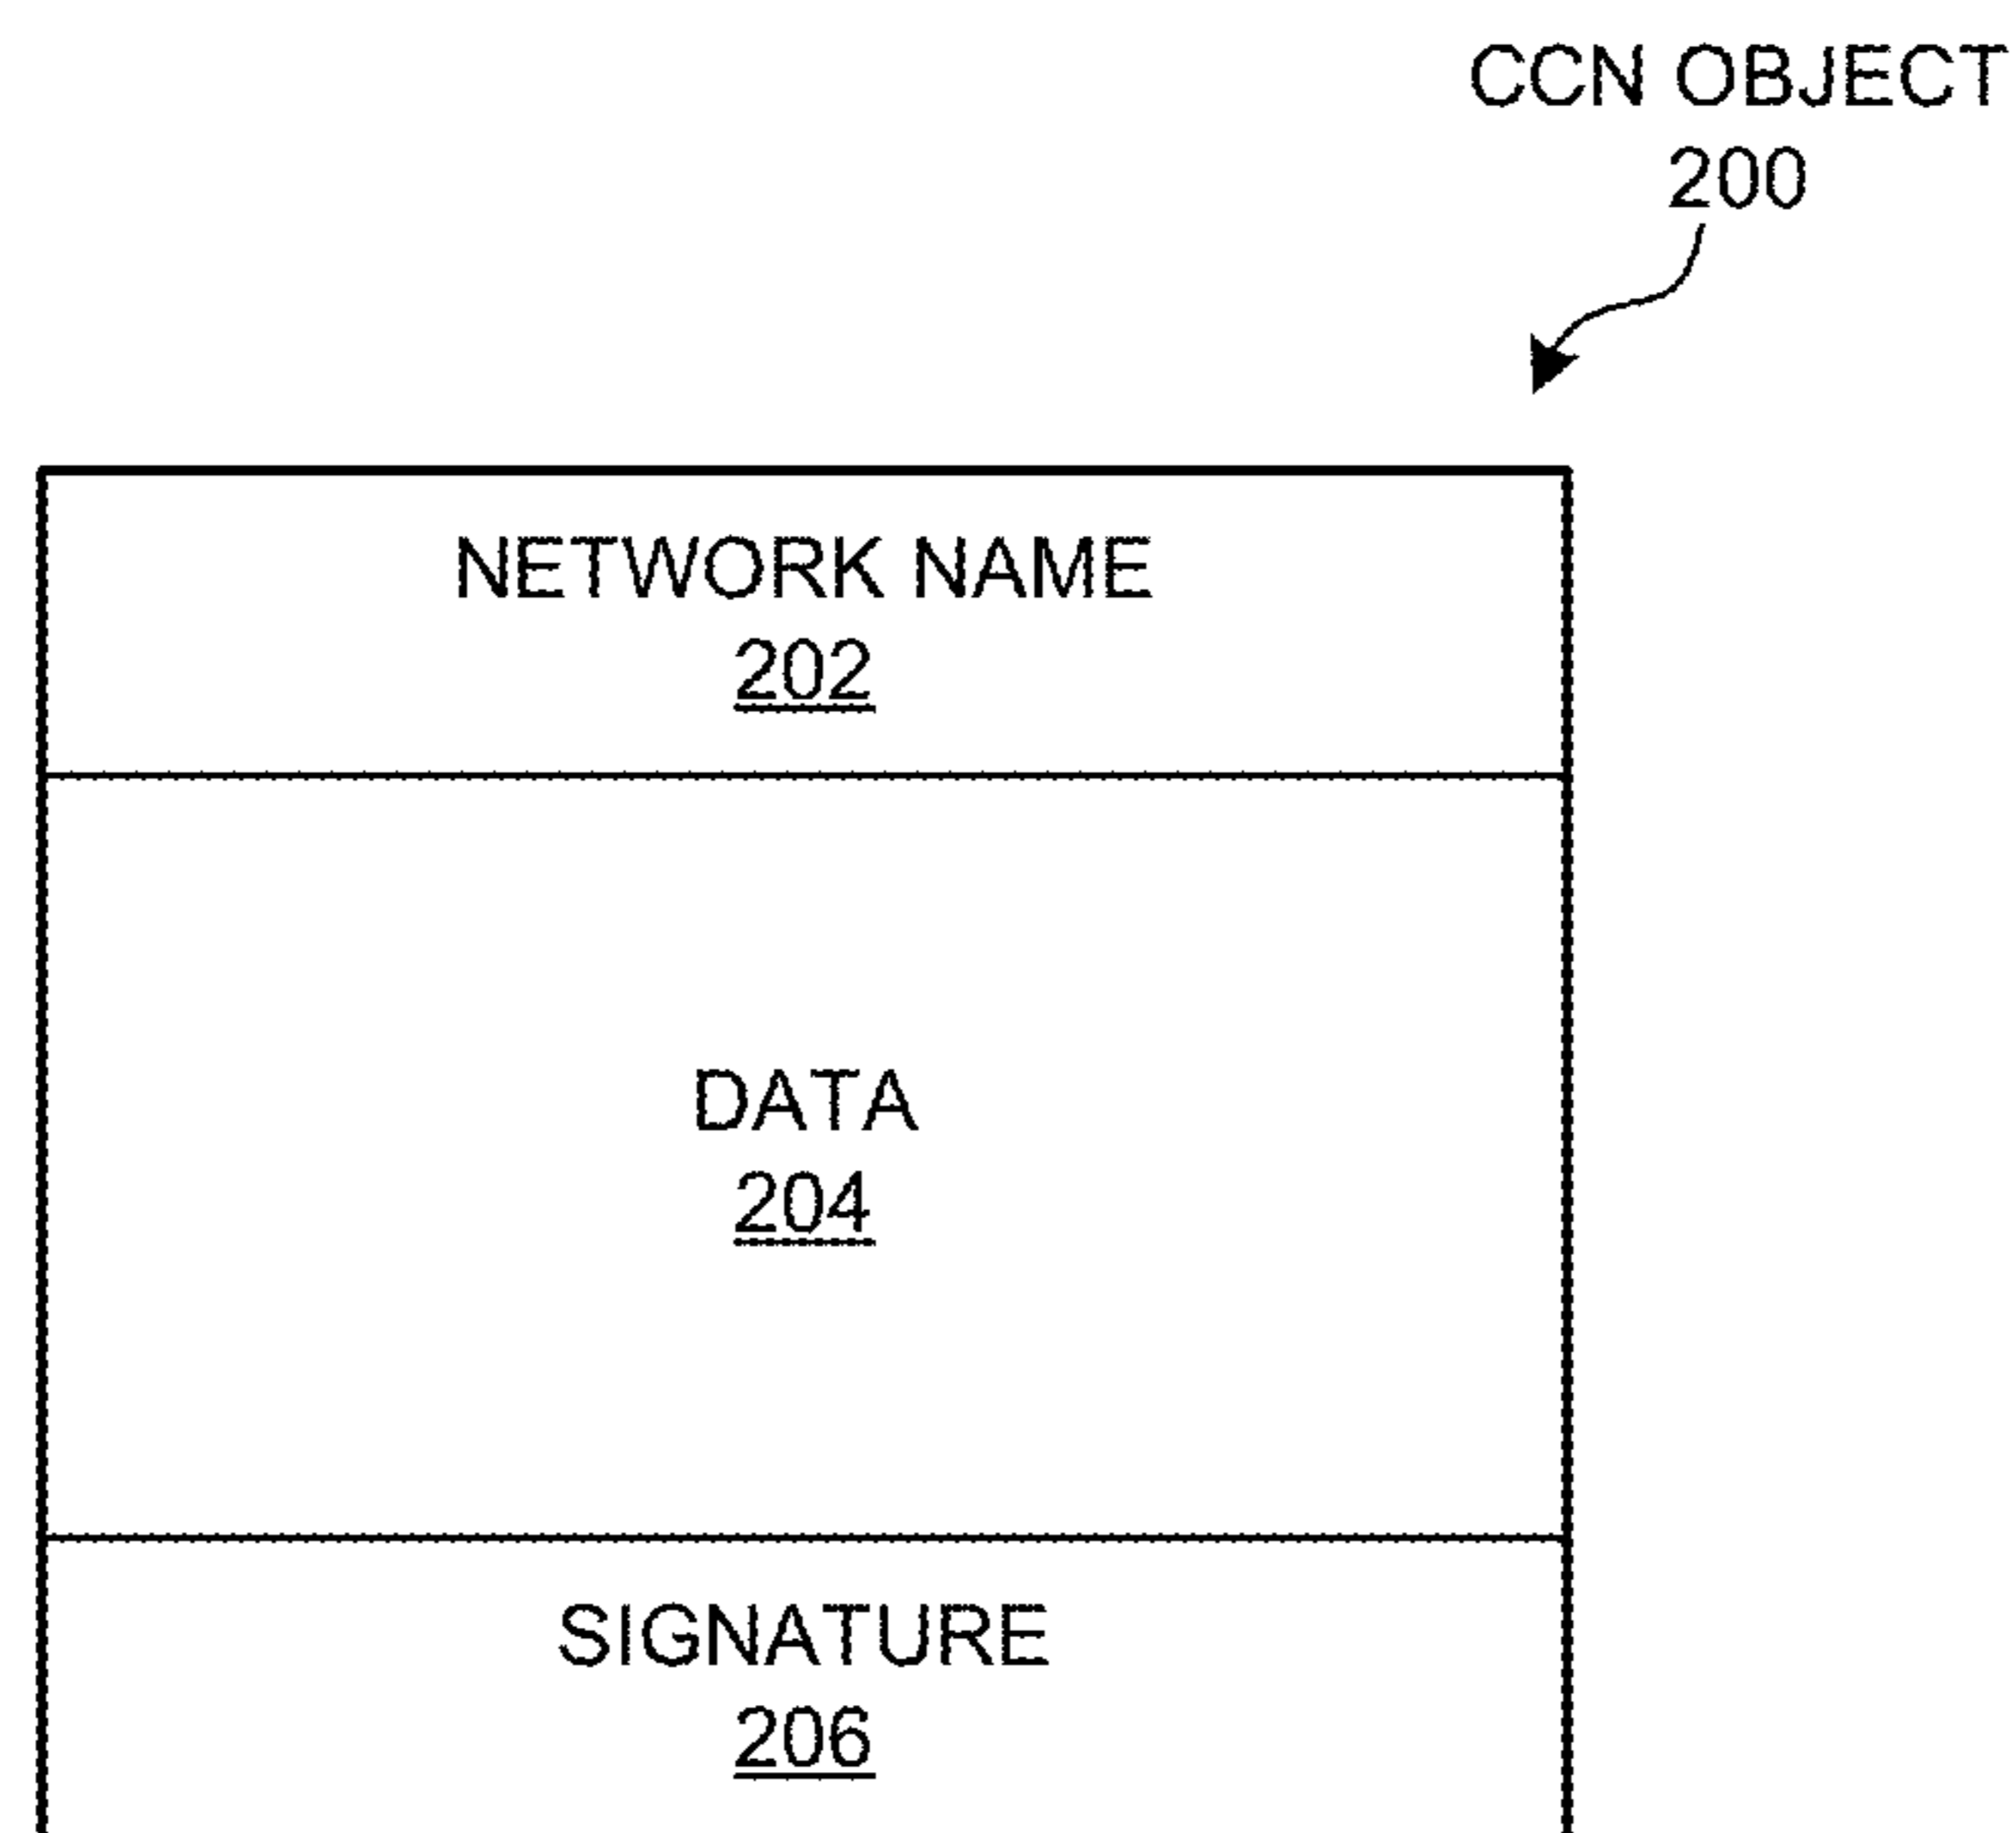 CCN OBJECT
200
NETWORK NAME
202
DATA
204
SIGNATURE
206